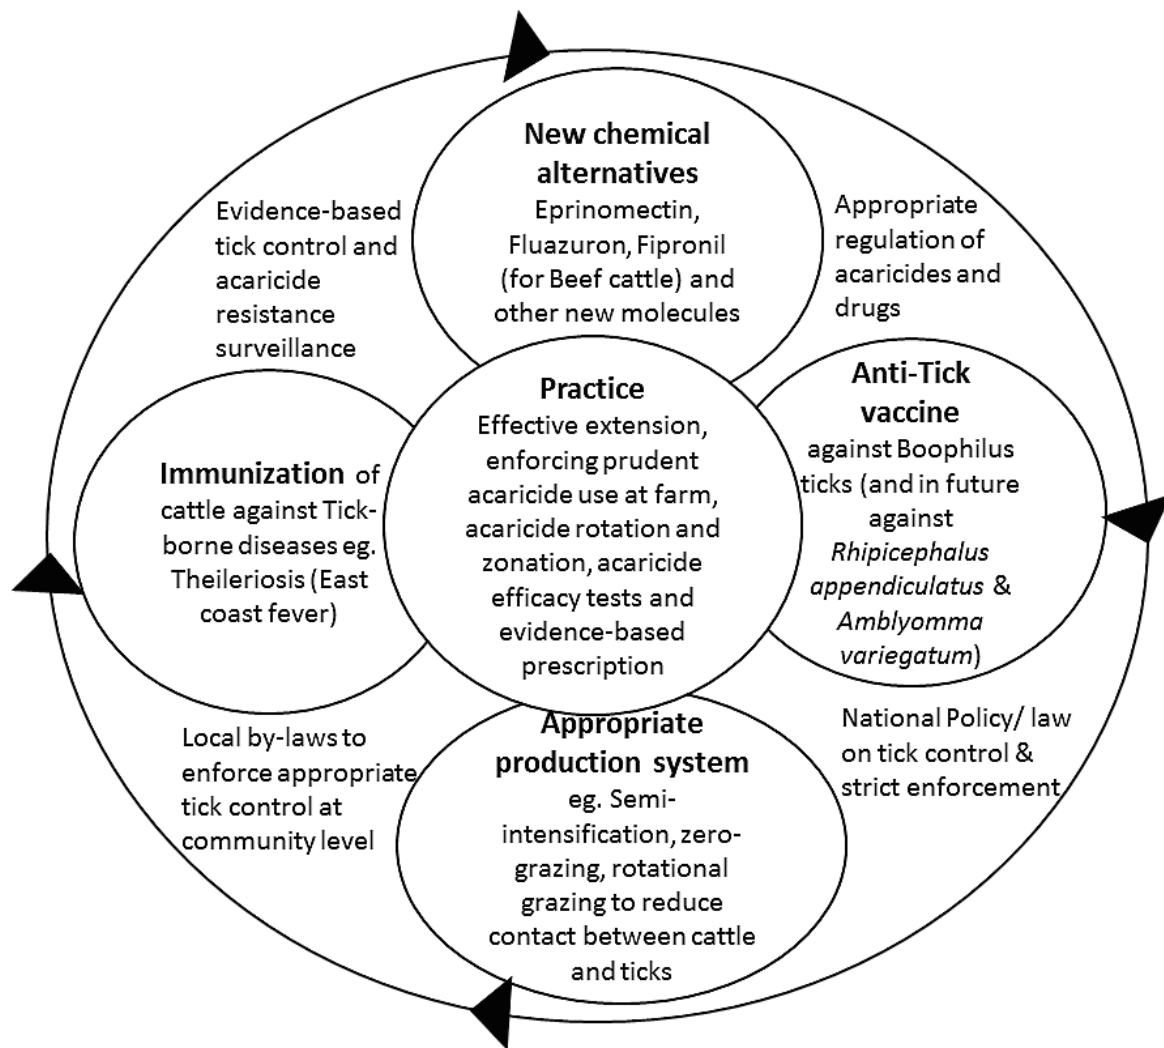 New chemical
alternatives
Eprinomectin,
Fluazuron, Fipronil
(for Beef cattle) and
other new molecules
Evidence-based
tick control and
acaricide
resistance
surveillance
Appropriate
regulation of
acaricides and
drugs
Practice
Effective extension,
enforcing prudent
acaricide use at farm,
acaricide rotation and
zonation, acaricide
efficacy tests and
evidence-based
prescription
Anti-Tick
vaccine
against Boophilus
ticks (and in future
against
Rhipicephalus
appendiculatus &
Amblyomma
variegatum)
Immunization of
cattle against Tick-
borne diseases eg.
Theileriosis (East
coast fever)
Local by-laws to
enforce appropriate
tick control at
community level
Appropriate
production system
eg. Semi-
intensification, zero-
grazing, rotational
grazing to reduce
contact between cattle
and ticks
National Policy/ law
on tick control &
strict enforcement